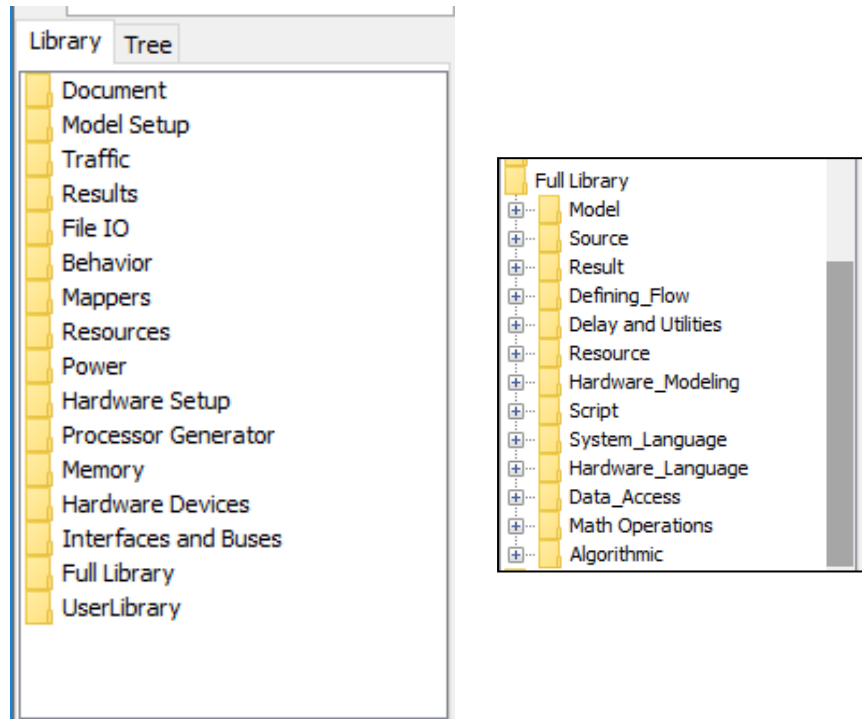 Library Tree
Document
Model Setup
Traffic
Results
File IO
Behavior
Mappers
Resources
Power
Hardware Setup
Processor Generator
Memory
Hardware Devices
Interfaces and Buses
Full Library
UserLibrary
Full Library
Model
Source
Result
Defining_Flow
Delay and Utilities
Resource
Hardware_Modeling
Script
System_Language
Hardware_Language
Data_Access
Math Operations
Algorithmic